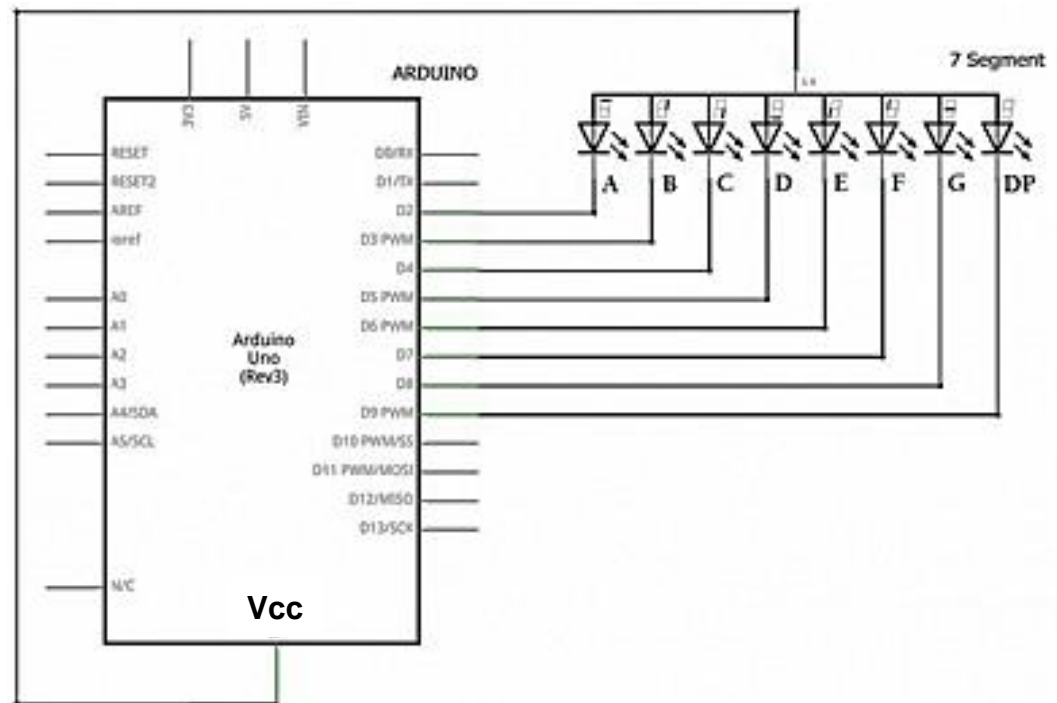 7 Segment
ARDUINO
3V3
5V
VIN
RESET
RESET2
AREF
ioref
A0
A1
A2
A3
A4/SDA
A5/SCL
N/C
Arduino
Uno
(Rev3)
D0/RX
D1/TX
D2
D3 PWM
D4
D5 PWM
D6 PWM
D7
D8
D9 PWM
D10 PWM/SS
D11 PWM/MOSI
D12/MISO
D13/SCK
A B C D E F G DP
Vcc